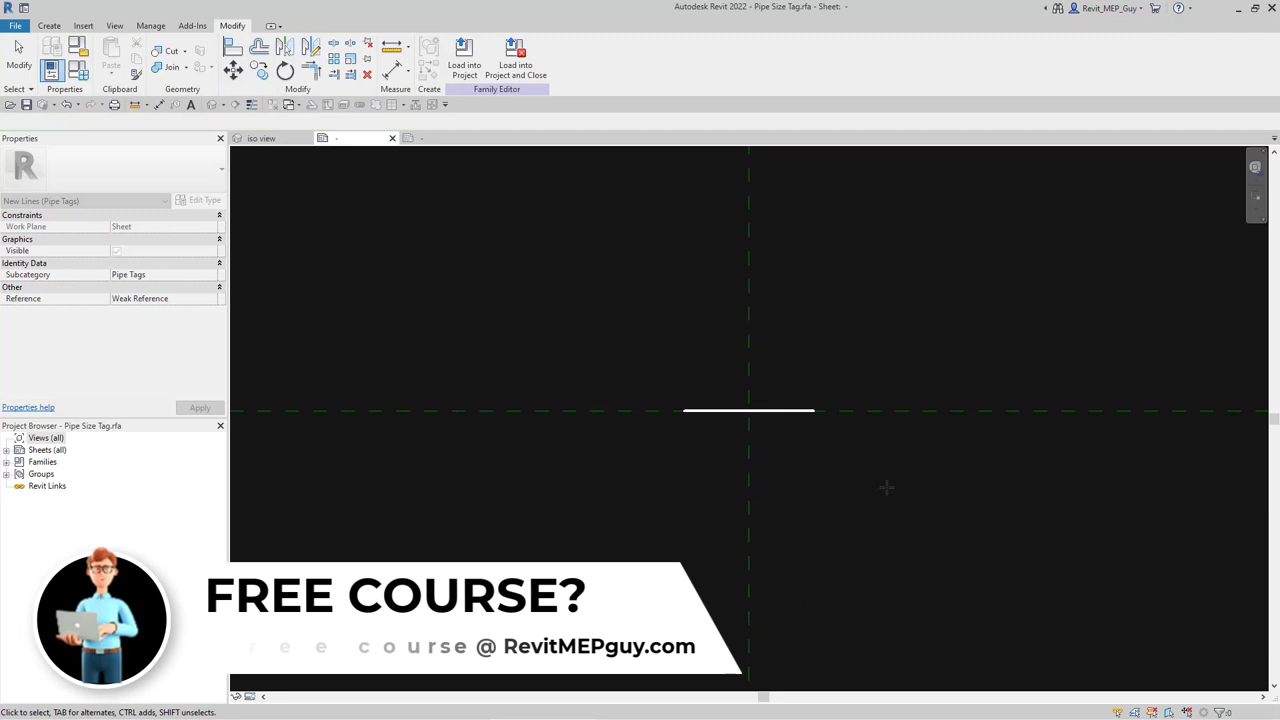 Autodesk Revit 2022 - Pipe Size Tag.rfa - Sheet: -
Revit_MEP_Guy
File Create Insert View Manage Add-Ins Modify
Modify
Paste
Cut
Join
Load into
Project
Load into
Project and Close
Select Properties Clipboard Geometry Modify Measure Create Family Editor
Properties
iso view
-
-
R
New Lines (Pipe Tags)
Edit Type
Constraints
Work Plane Sheet
Graphics
Visible
Identity Data
Subcategory Pipe Tags
Other
Reference Weak Reference
Properties help
Apply
Project Browser - Pipe Size Tag.rfa
Views (all)
Sheets (all)
Families
Groups
Revit Links
FREE COURSE?
ree course @ RevitMEPguy.com
Click to select, TAB for alternates, CTRL adds, SHIFT unselects.
:0